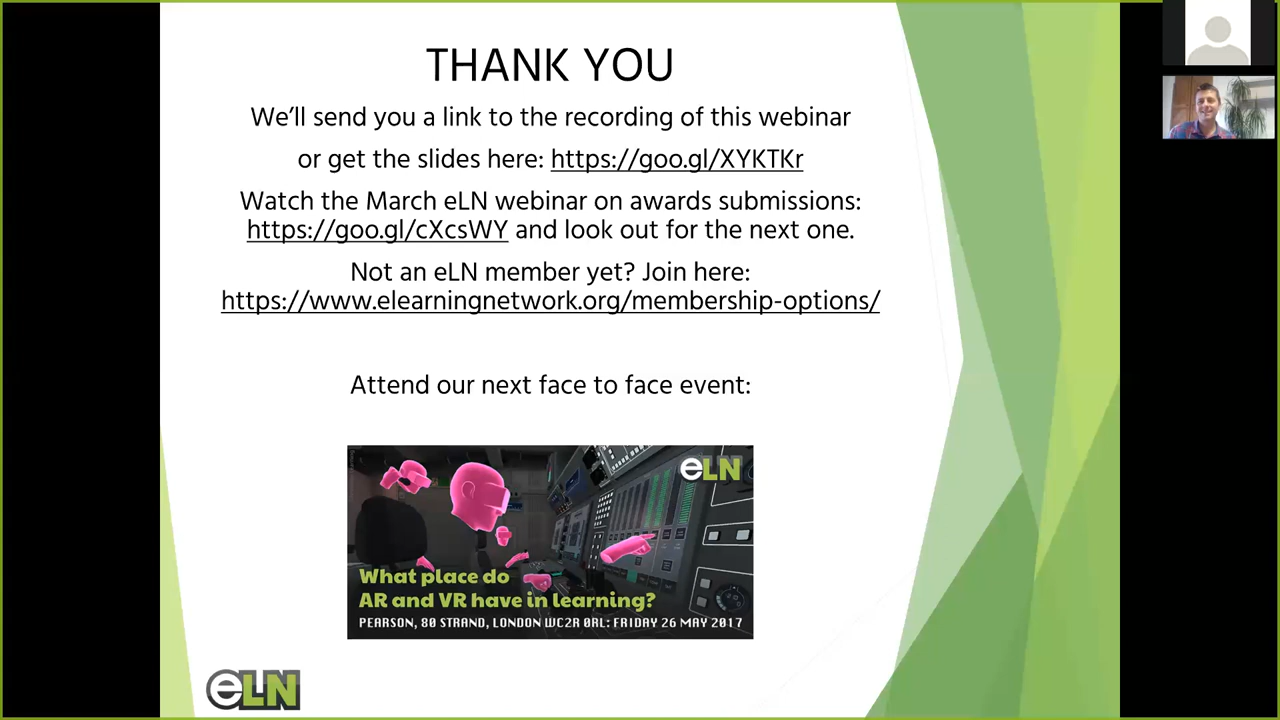 THANK YOU
We’ll send you a link to the recording of this webinar
or get the slides here: https://goo.gl/XYKTKr
Watch the March eLN webinar on awards submissions:
https://goo.gl/cXcsWY and look out for the next one.
Not an eLN member yet? Join here:
https://www.elearningnetwork.org/membership-options/
Attend our next face to face event:
eLN
What place do
AR and VR have in learning?
PEARSON, 80 STRAND, LONDON WC2R 0RL: FRIDAY 26 MAY 2017
eLN